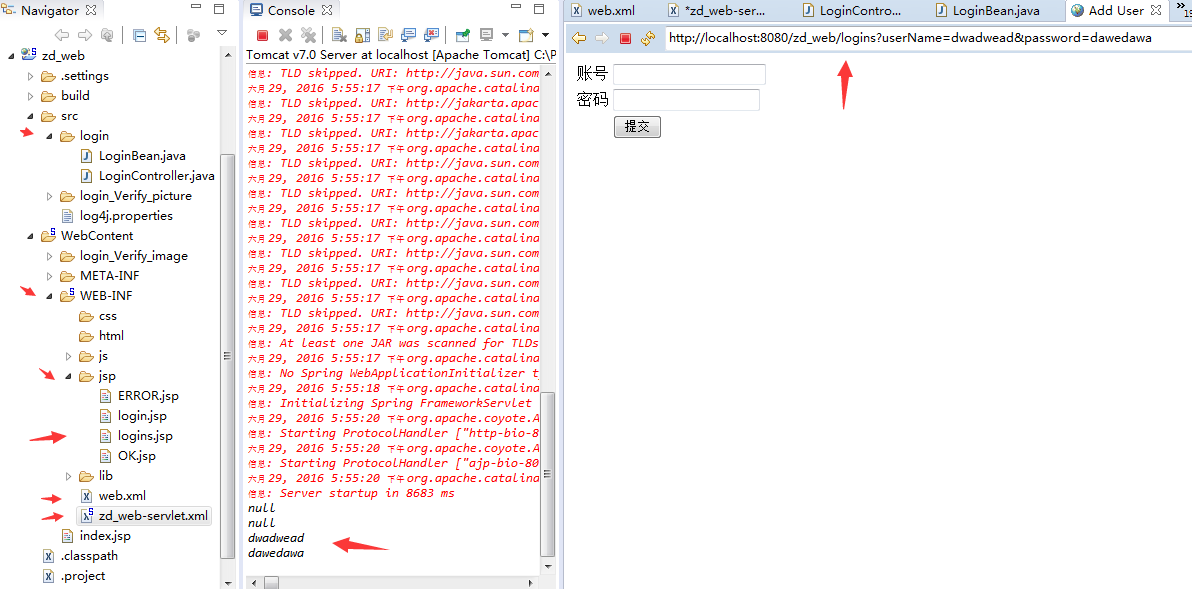 Navigator
zd_web
.settings
build
src
login
LoginBean.java
LoginController.java
login_Verify_picture
log4j.properties
WebContent
login_Verify_image
META-INF
WEB-INF
css
html
js
jsp
ERROR.jsp
login.jsp
logins.jsp
OK.jsp
lib
web.xml
zd_web-servlet.xml
index.jsp
.classpath
.project
Console
Tomcat v7.0 Server at localhost [Apache Tomcat] C:\P
信息: TLD skipped. URI: http://java.sun.com
六月 29, 2016 5:55:17 下午 org.apache.catalina
信息: TLD skipped. URI: http://jakarta.apac
六月 29, 2016 5:55:17 下午 org.apache.catalina
信息: TLD skipped. URI: http://jakarta.apac
六月 29, 2016 5:55:17 下午 org.apache.catalina
信息: TLD skipped. URI: http://java.sun.com
六月 29, 2016 5:55:17 下午 org.apache.catalina
信息: TLD skipped. URI: http://java.sun.com
六月 29, 2016 5:55:17 下午 org.apache.catalina
信息: TLD skipped. URI: http://java.sun.com
六月 29, 2016 5:55:17 下午 org.apache.catalina
信息: TLD skipped. URI: http://java.sun.com
六月 29, 2016 5:55:17 下午 org.apache.catalina
信息: TLD skipped. URI: http://java.sun.com
六月 29, 2016 5:55:17 下午 org.apache.catalina
信息: TLD skipped. URI: http://java.sun.com
六月 29, 2016 5:55:17 下午 org.apache.catalina
信息: At least one JAR was scanned for TLDs
六月 29, 2016 5:55:17 下午 org.apache.catalina
信息: No Spring WebApplicationInitializer t
六月 29, 2016 5:55:18 下午 org.apache.catalina
信息: Initializing Spring FrameworkServlet
六月 29, 2016 5:55:20 下午 org.apache.coyote.A
信息: Starting ProtocolHandler ["http-bio-8
六月 29, 2016 5:55:20 下午 org.apache.coyote.A
信息: Starting ProtocolHandler ["ajp-bio-80
六月 29, 2016 5:55:20 下午 org.apache.catalina
信息: Server startup in 8683 ms
null
null
dwadwead
dawedawa
web.xml
*zd_web-ser...
LoginContro...
LoginBean.java
Add User
http://localhost:8080/zd_web/logins?userName=dwadwead&password=dawedawa
账号
密码
提交